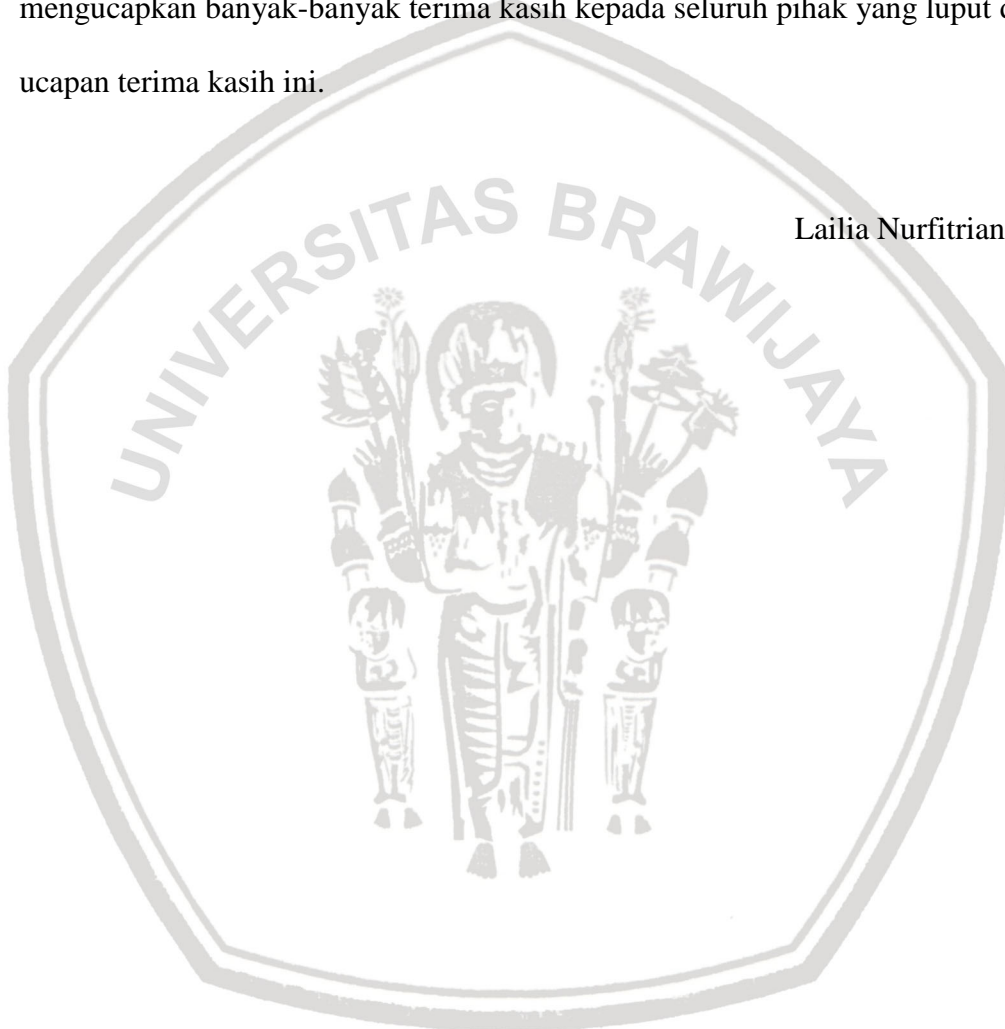 mengucapkan banyak-banyak terima kasih kepada seluruh pihak yang luput
ucapan terima kasih ini.
UNIVERSITAS BRAWIJAYA
Lailia Nurfitrian